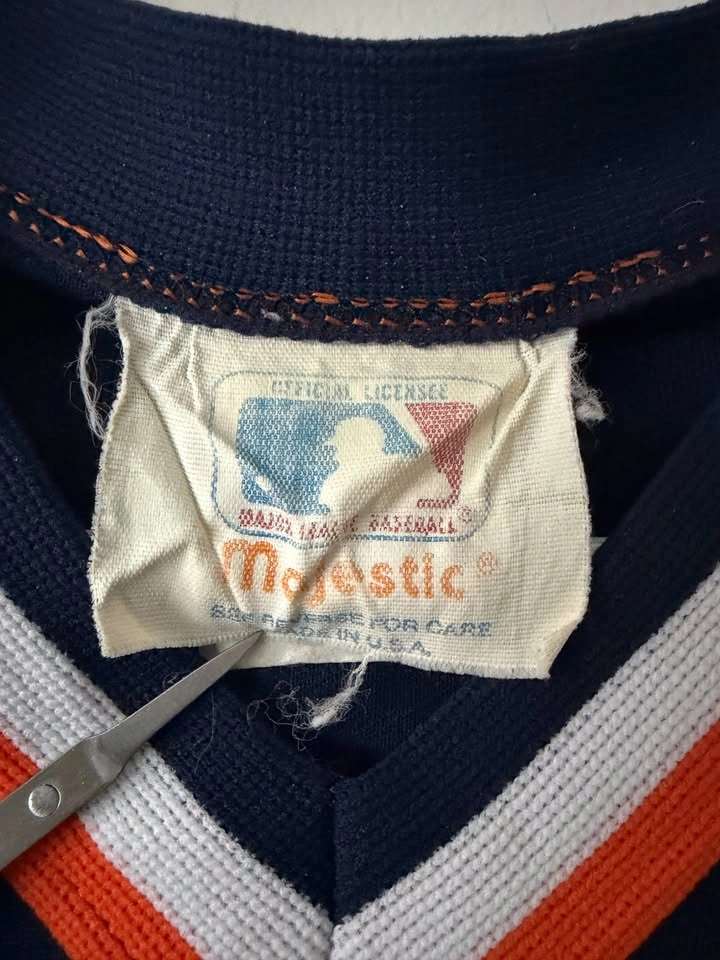 OFFICIAL LICENSEE
MAJOR LEAGUE BASEBALL®
Majestic®
SEE REVERSE FOR CARE
MADE IN U.S.A.